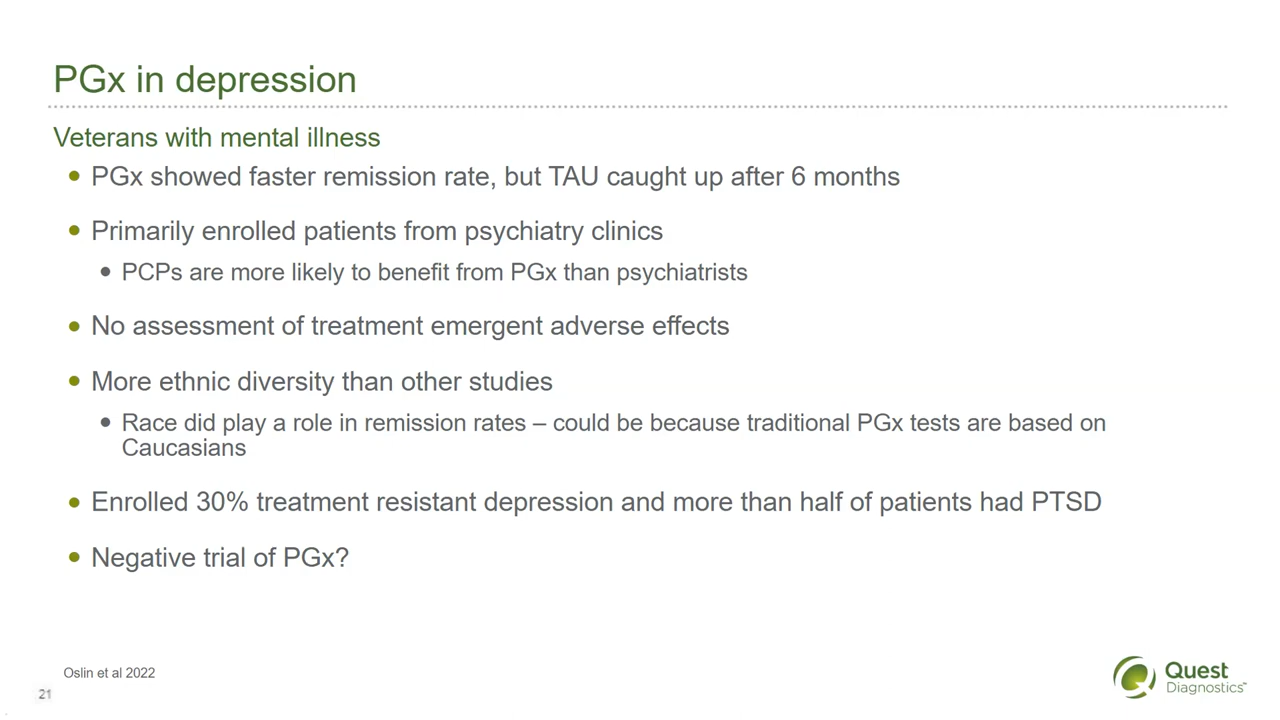 PGx in depression
Veterans with mental illness
• PGx showed faster remission rate, but TAU caught up after 6 months
• Primarily enrolled patients from psychiatry clinics
• PCPs are more likely to benefit from PGx than psychiatrists
• No assessment of treatment emergent adverse effects
• More ethnic diversity than other studies
• Race did play a role in remission rates – could be because traditional PGx tests are based on
Caucasians
• Enrolled 30% treatment resistant depression and more than half of patients had PTSD
• Negative trial of PGx?
Oslin et al 2022
21
Quest
Diagnostics™